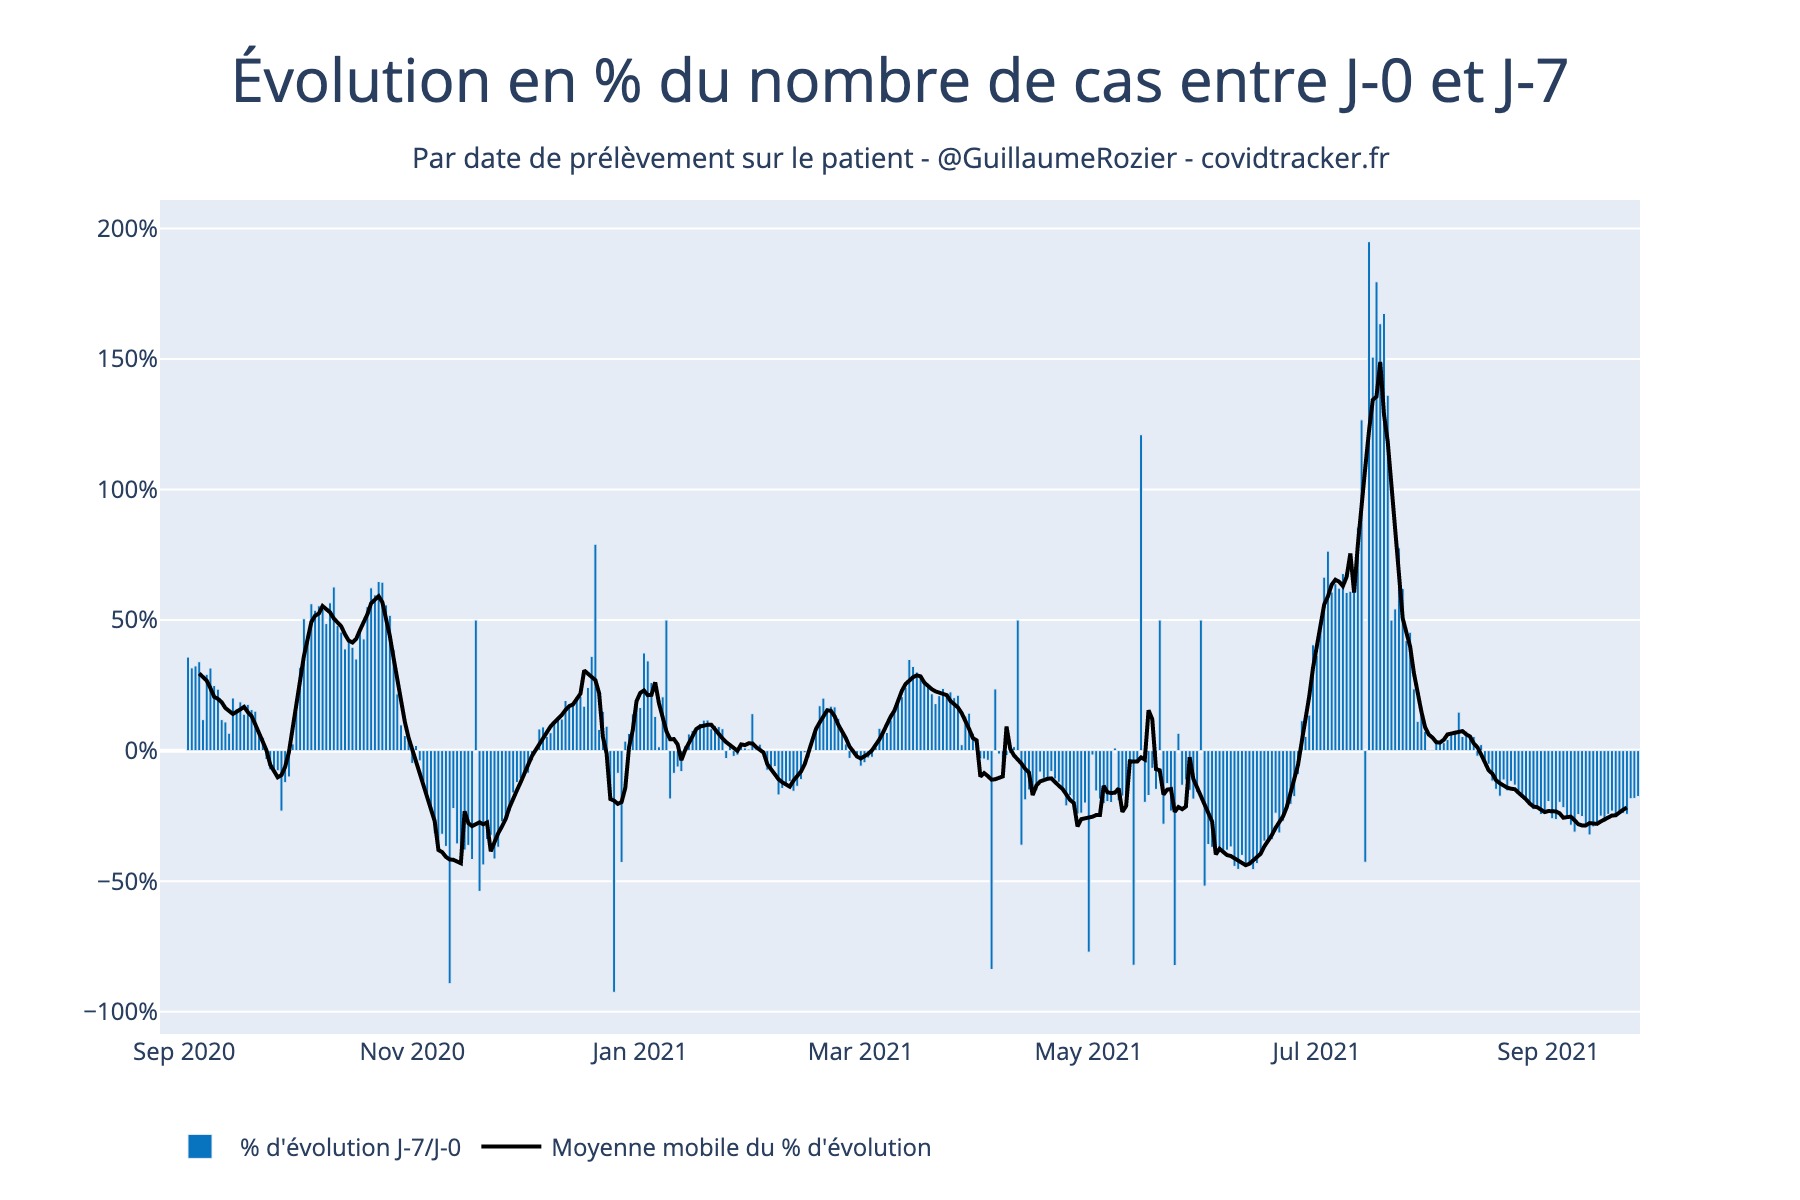 Évolution en % du nombre de cas entre J-0 et J-7
Par date de prélèvement sur le patient - @GuillaumeRozier - covidtracker.fr
200%
150%
100%
50%
0%
−50%
−100%
Sep 2020 Nov 2020 Jan 2021 Mar 2021 May 2021 Jul 2021 Sep 2021
% d'évolution J-7/J-0 Moyenne mobile du % d'évolution